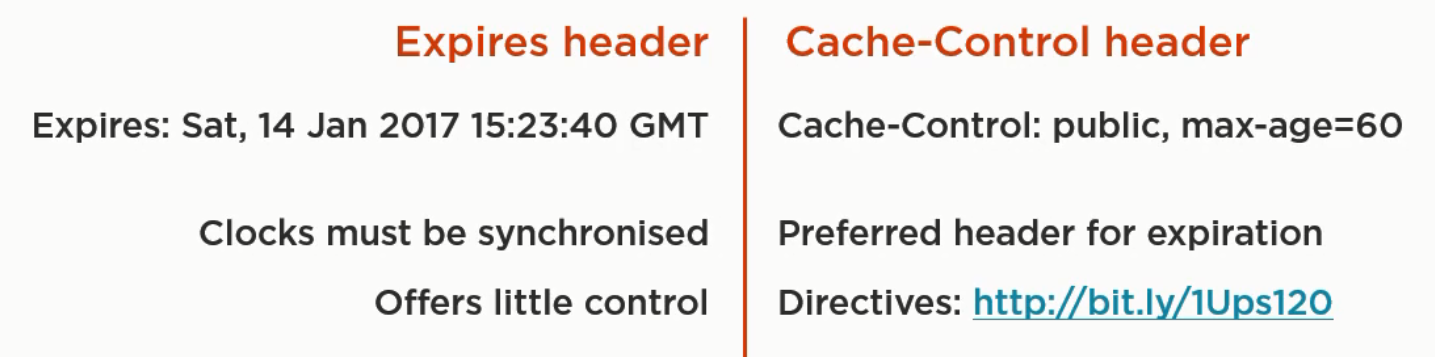 Expires header
Expires: Sat, 14 Jan 2017 15:23:40 GMT
Clocks must be synchronised
Offers little control
Cache-Control header
Cache-Control: public, max-age=60
Preferred header for expiration
Directives: http://bit.ly/1Ups120